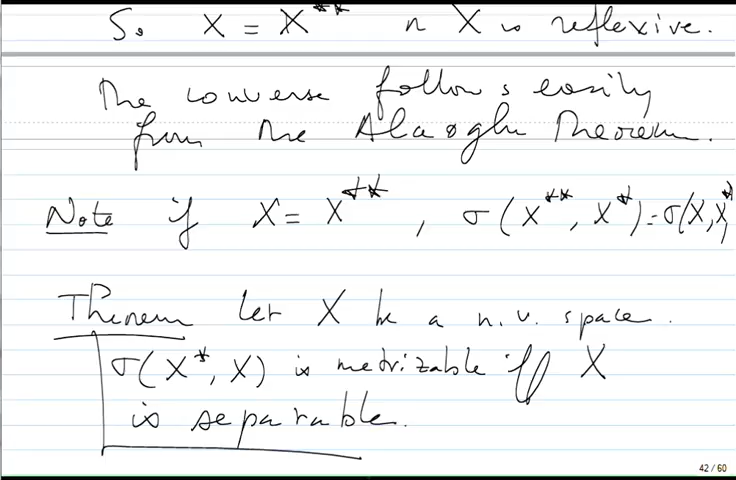 So X = X** n X is reflexive.
The converse follows easily
from the Alaoglu Theorem.
Note if X = X**, σ(X**, X*) = σ(X, X*)
Theorem Let X be a n.v. space.
σ(X*, X) is metrizable iff X
is separable.
42 / 60